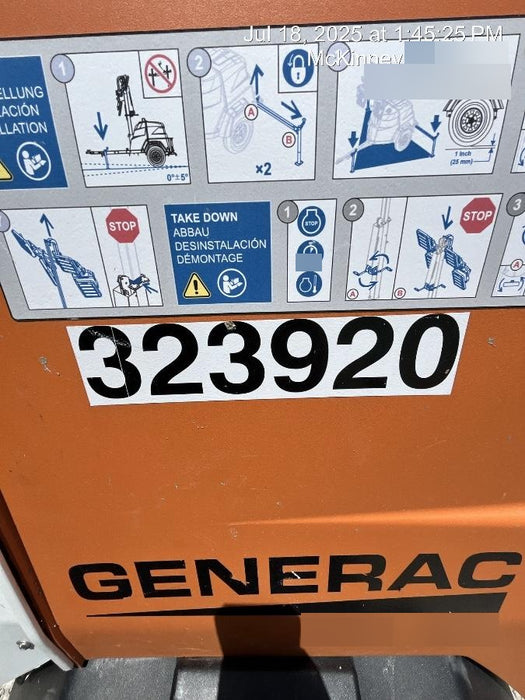 Jul 18, 2025 at 1:45:25 PM
McKinney
ELLUNG
LACIÓN
LLATION
1
2
A
B
x2
0°±5°
1 Inch
(25 mm)
STOP
TAKE DOWN
ABBAU
DESINSTALACIÓN
DÉMONTAGE
1
STOP
2
A
B
STOP
3
A
323920
GENERAC